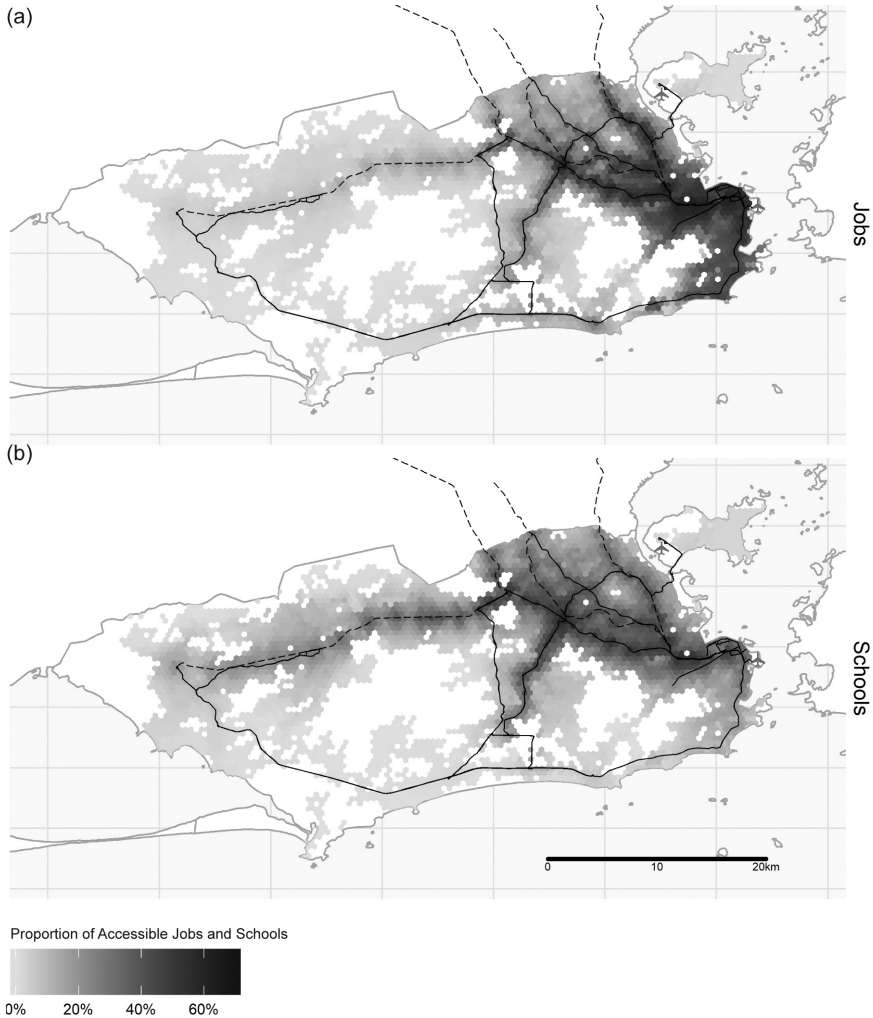 (a)
Jobs
(b)
Schools
0 10 20km
Proportion of Accessible Jobs and Schools
0% 20% 40% 60%